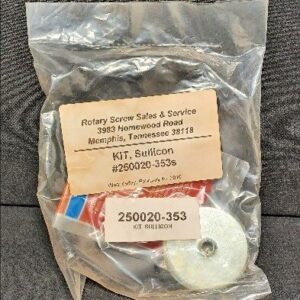 Rotary Screw Sales & Service
3983 Homewood Road
Memphis, Tennessee 38118
KIT, Sullicon
#250020-353s
250020-353
KIT SULLICON